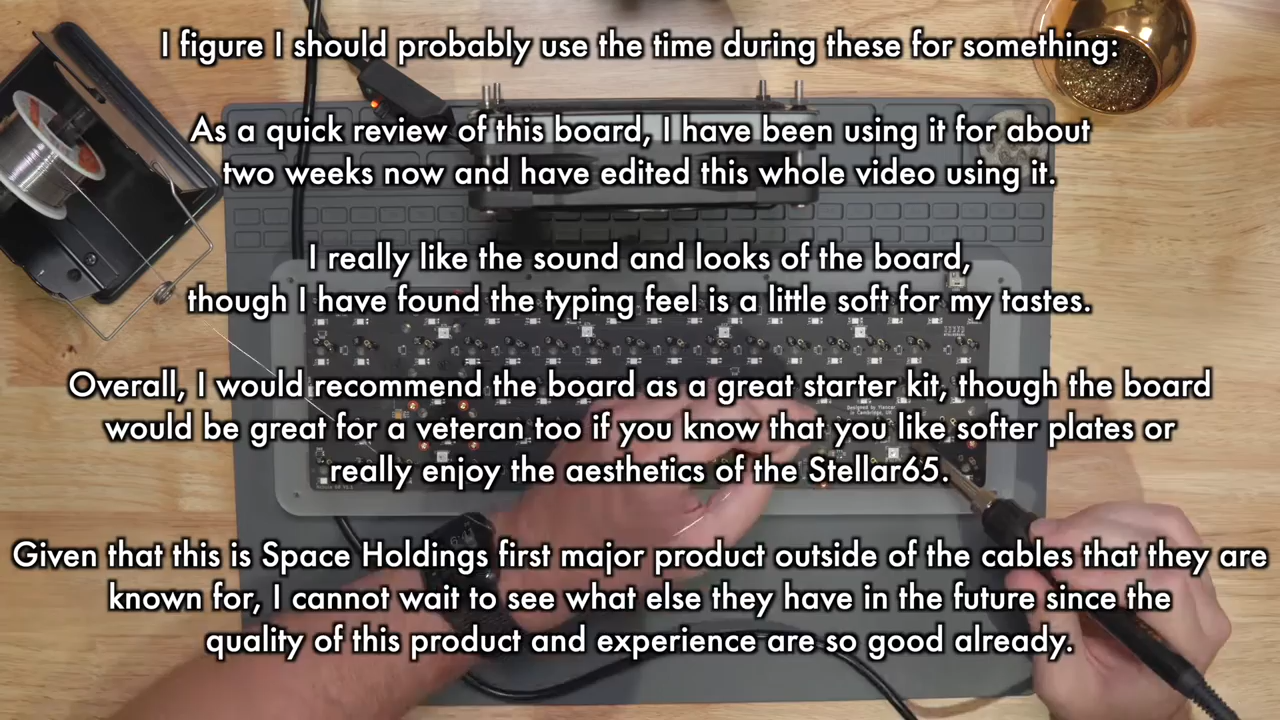 I figure I should probably use the time during these for something:
As a quick review of this board, I have been using it for about
two weeks now and have edited this whole video using it.
I really like the sound and looks of the board,
though I have found the typing feel is a little soft for my tastes.
Overall, I would recommend the board as a great starter kit, though the board
would be great for a veteran too if you know that you like softer plates or
really enjoy the aesthetics of the Stellar65.
Given that this is Space Holdings first major product outside of the cables that they are
known for, I cannot wait to see what else they have in the future since the
quality of this product and experience are so good already.
Designed by
in Cambridge, UK